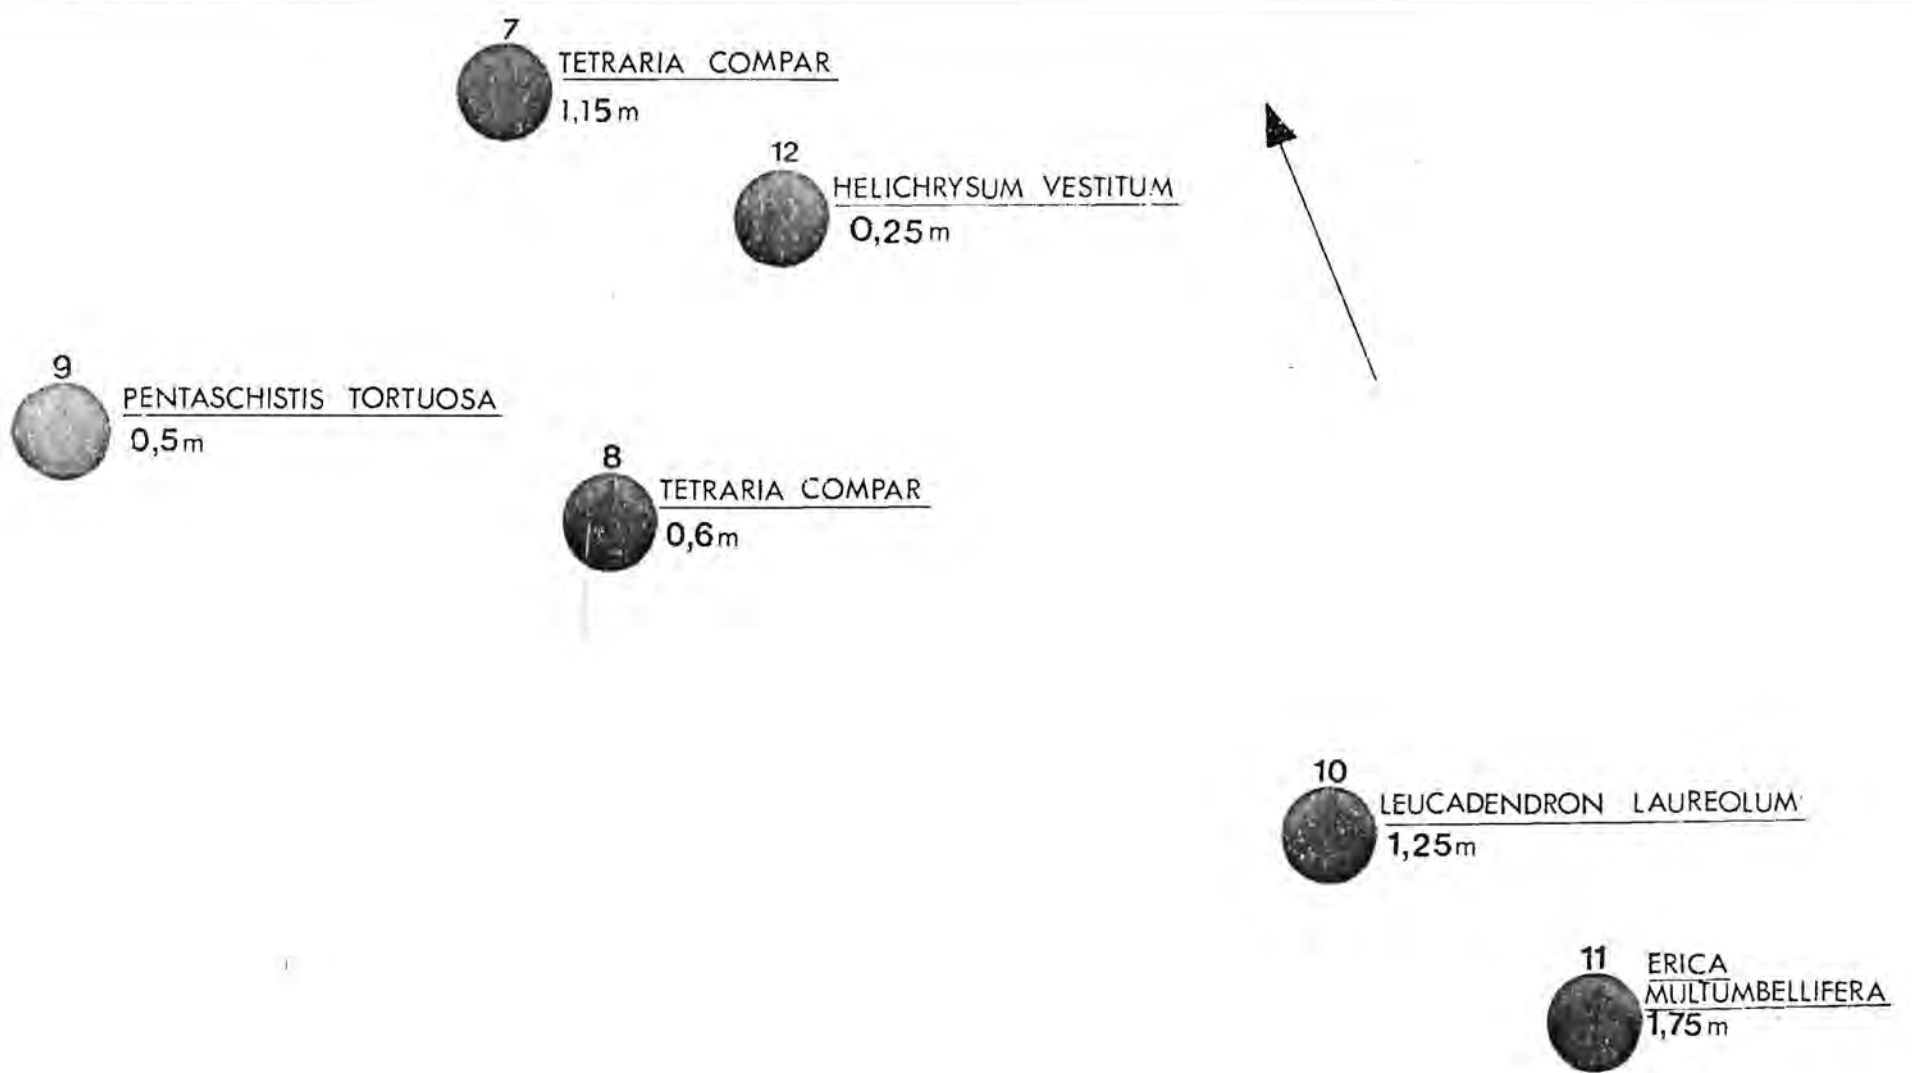 7
TETRARIA COMPAR
1,15m
12
HELICHRYSUM VESTITUM
0,25m
9
PENTASCHISTIS TORTUOSA
0,5m
8
TETRARIA COMPAR
0,6m
10
LEUCADENDRON LAUREOLUM
1,25m
11
ERICA
MULTUMBELLIFERA
1,75m